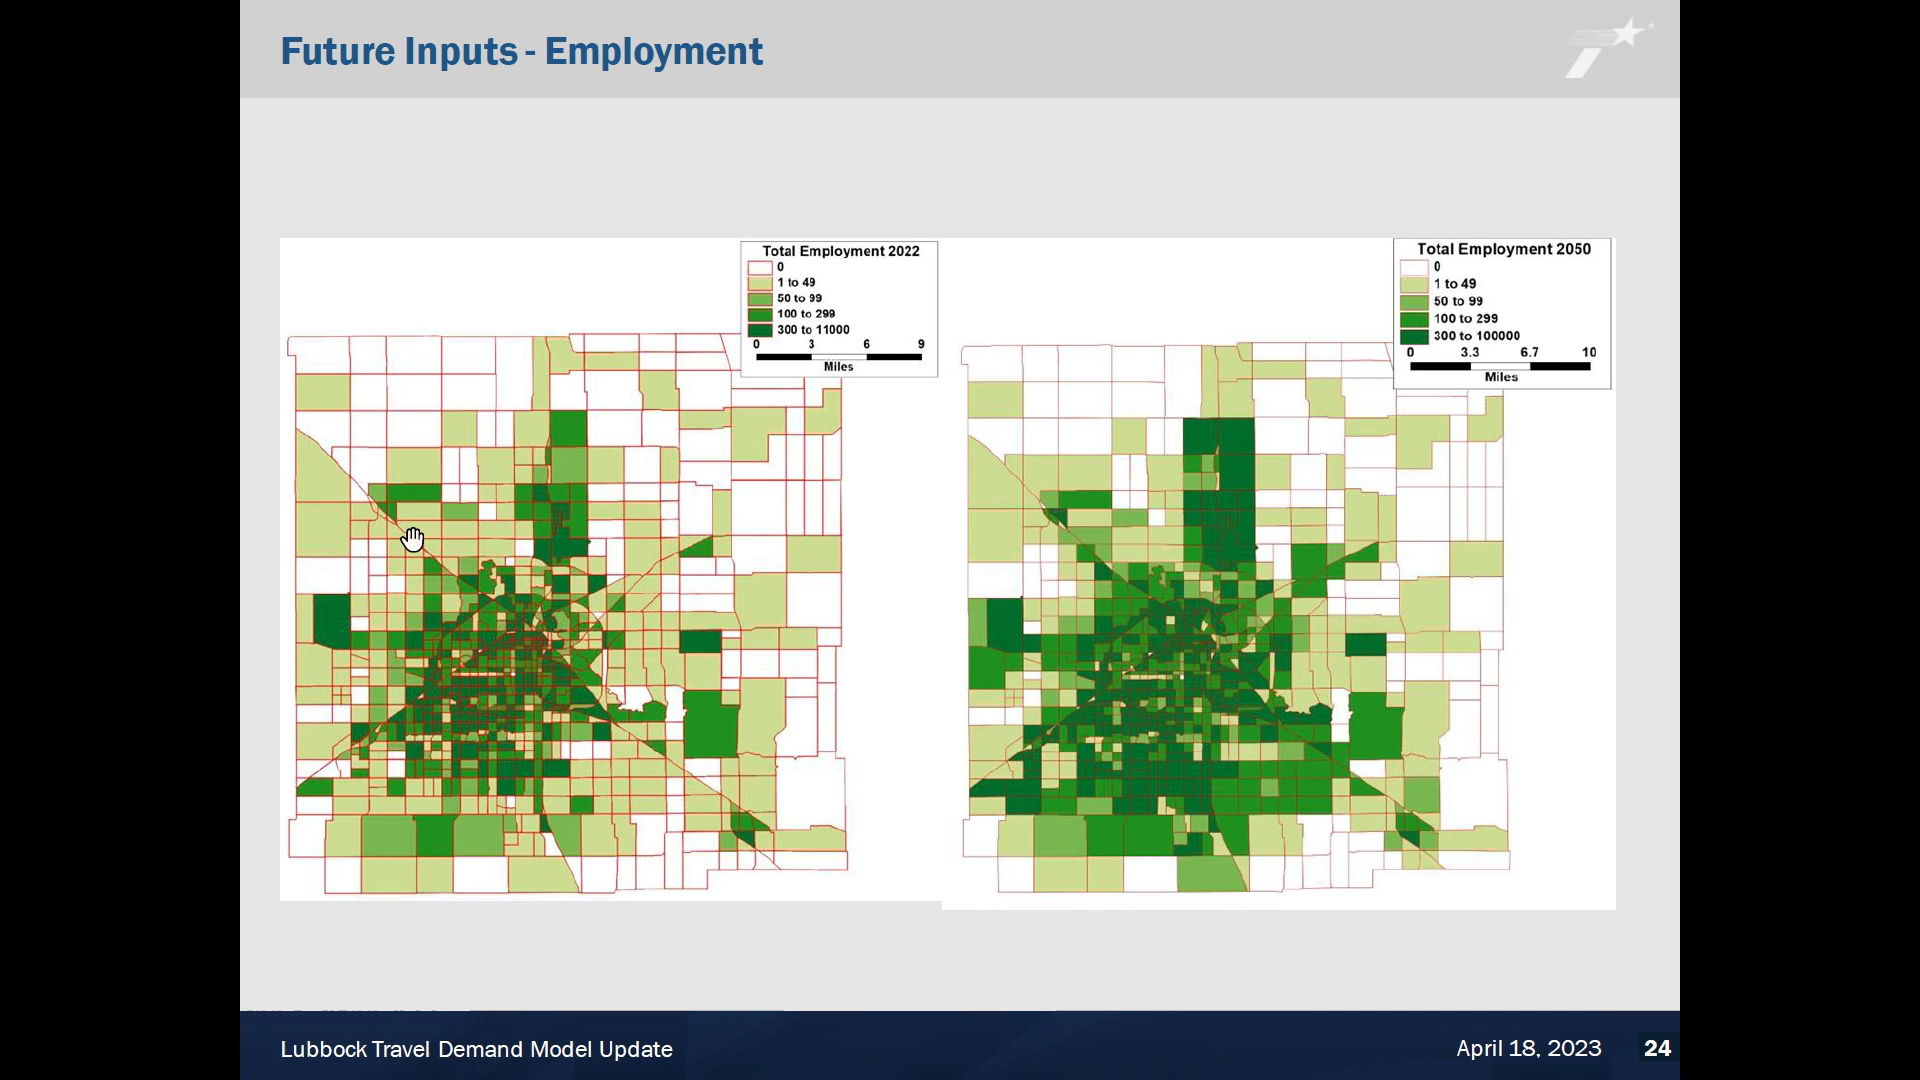 Future Inputs - Employment
Total Employment 2022
0
1 to 49
50 to 99
100 to 299
300 to 11000
0 3 6 9
Miles
Total Employment 2050
0
1 to 49
50 to 99
100 to 299
300 to 100000
0 3.3 6.7 10
Miles
Lubbock Travel Demand Model Update
April 18, 2023 24